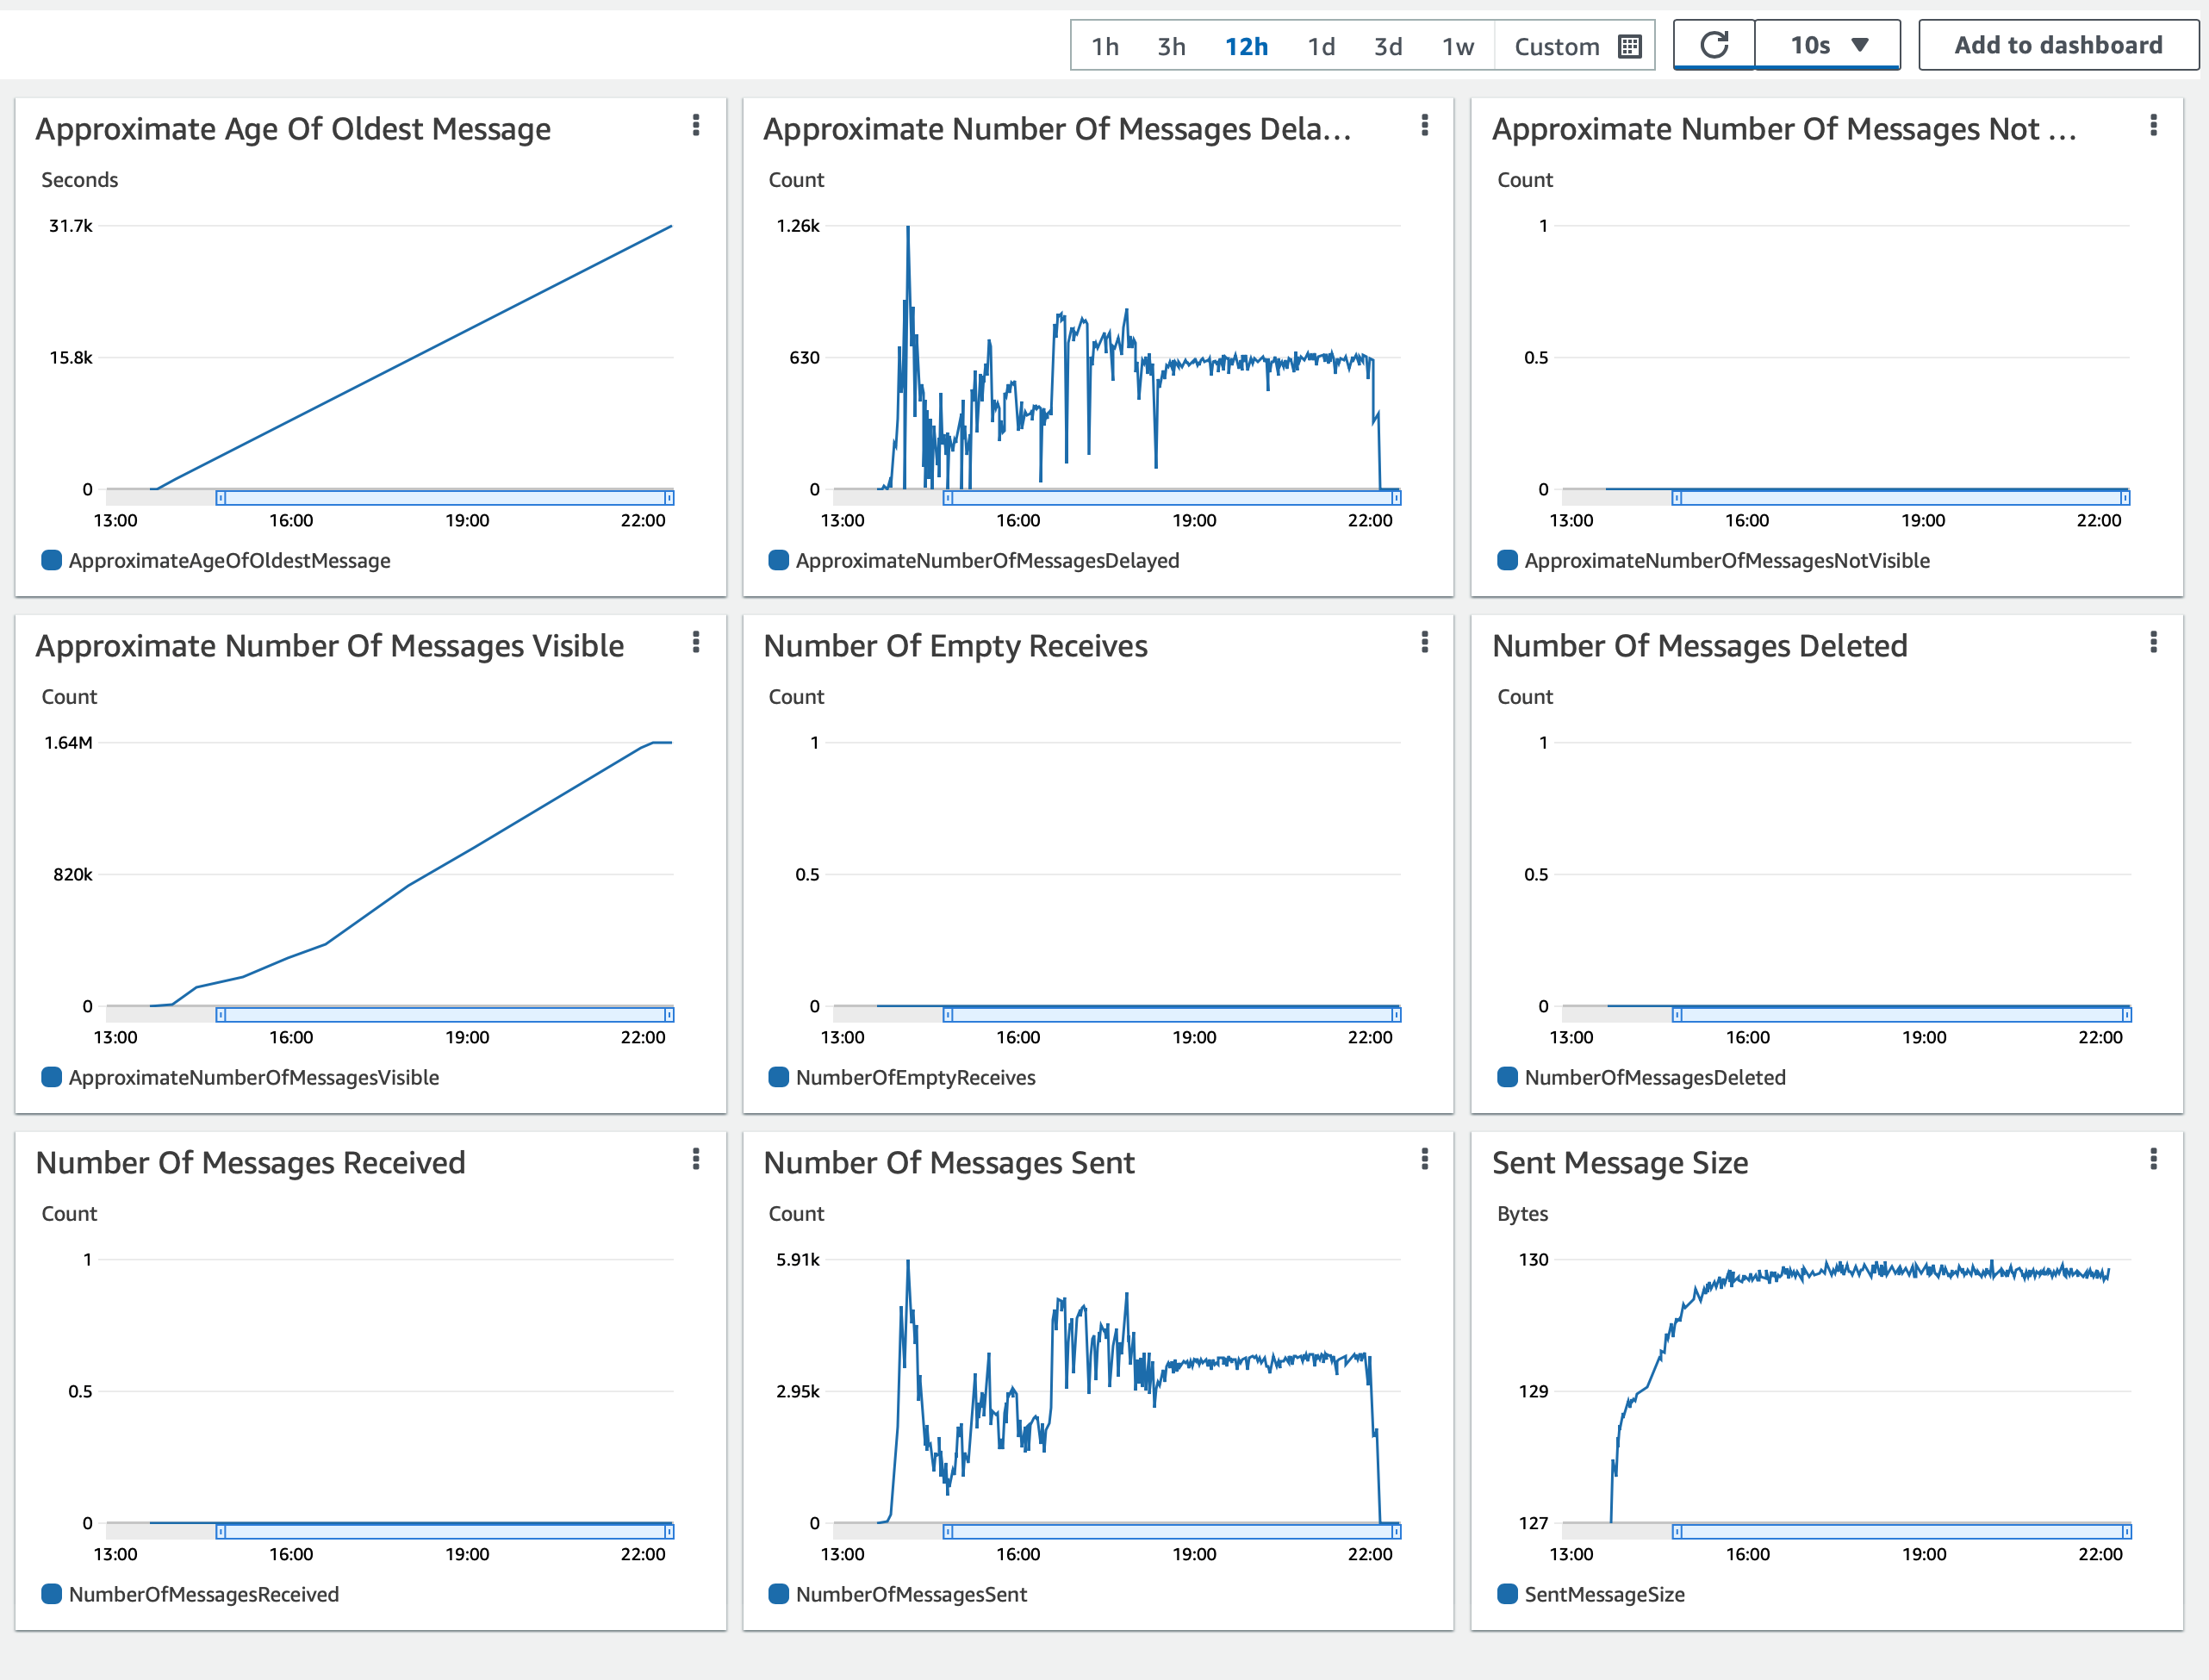 1h 3h 12h 1d 3d 1w Custom 10s Add to dashboard
Approximate Age Of Oldest Message
Seconds
31.7k
15.8k
0
13:00 16:00 19:00 22:00
ApproximateAgeOfOldestMessage
Approximate Number Of Messages Dela...
Count
1.26k
630
0
13:00 16:00 19:00 22:00
ApproximateNumberOfMessagesDelayed
Approximate Number Of Messages Not ...
Count
1
0.5
0
13:00 16:00 19:00 22:00
ApproximateNumberOfMessagesNotVisible
Approximate Number Of Messages Visible
Count
1.64M
820k
0
13:00 16:00 19:00 22:00
ApproximateNumberOfMessagesVisible
Number Of Empty Receives
Count
1
0.5
0
13:00 16:00 19:00 22:00
NumberOfEmptyReceives
Number Of Messages Deleted
Count
1
0.5
0
13:00 16:00 19:00 22:00
NumberOfMessagesDeleted
Number Of Messages Received
Count
1
0.5
0
13:00 16:00 19:00 22:00
NumberOfMessagesReceived
Number Of Messages Sent
Count
5.91k
2.95k
0
13:00 16:00 19:00 22:00
NumberOfMessagesSent
Sent Message Size
Bytes
130
129
127
13:00 16:00 19:00 22:00
SentMessageSize